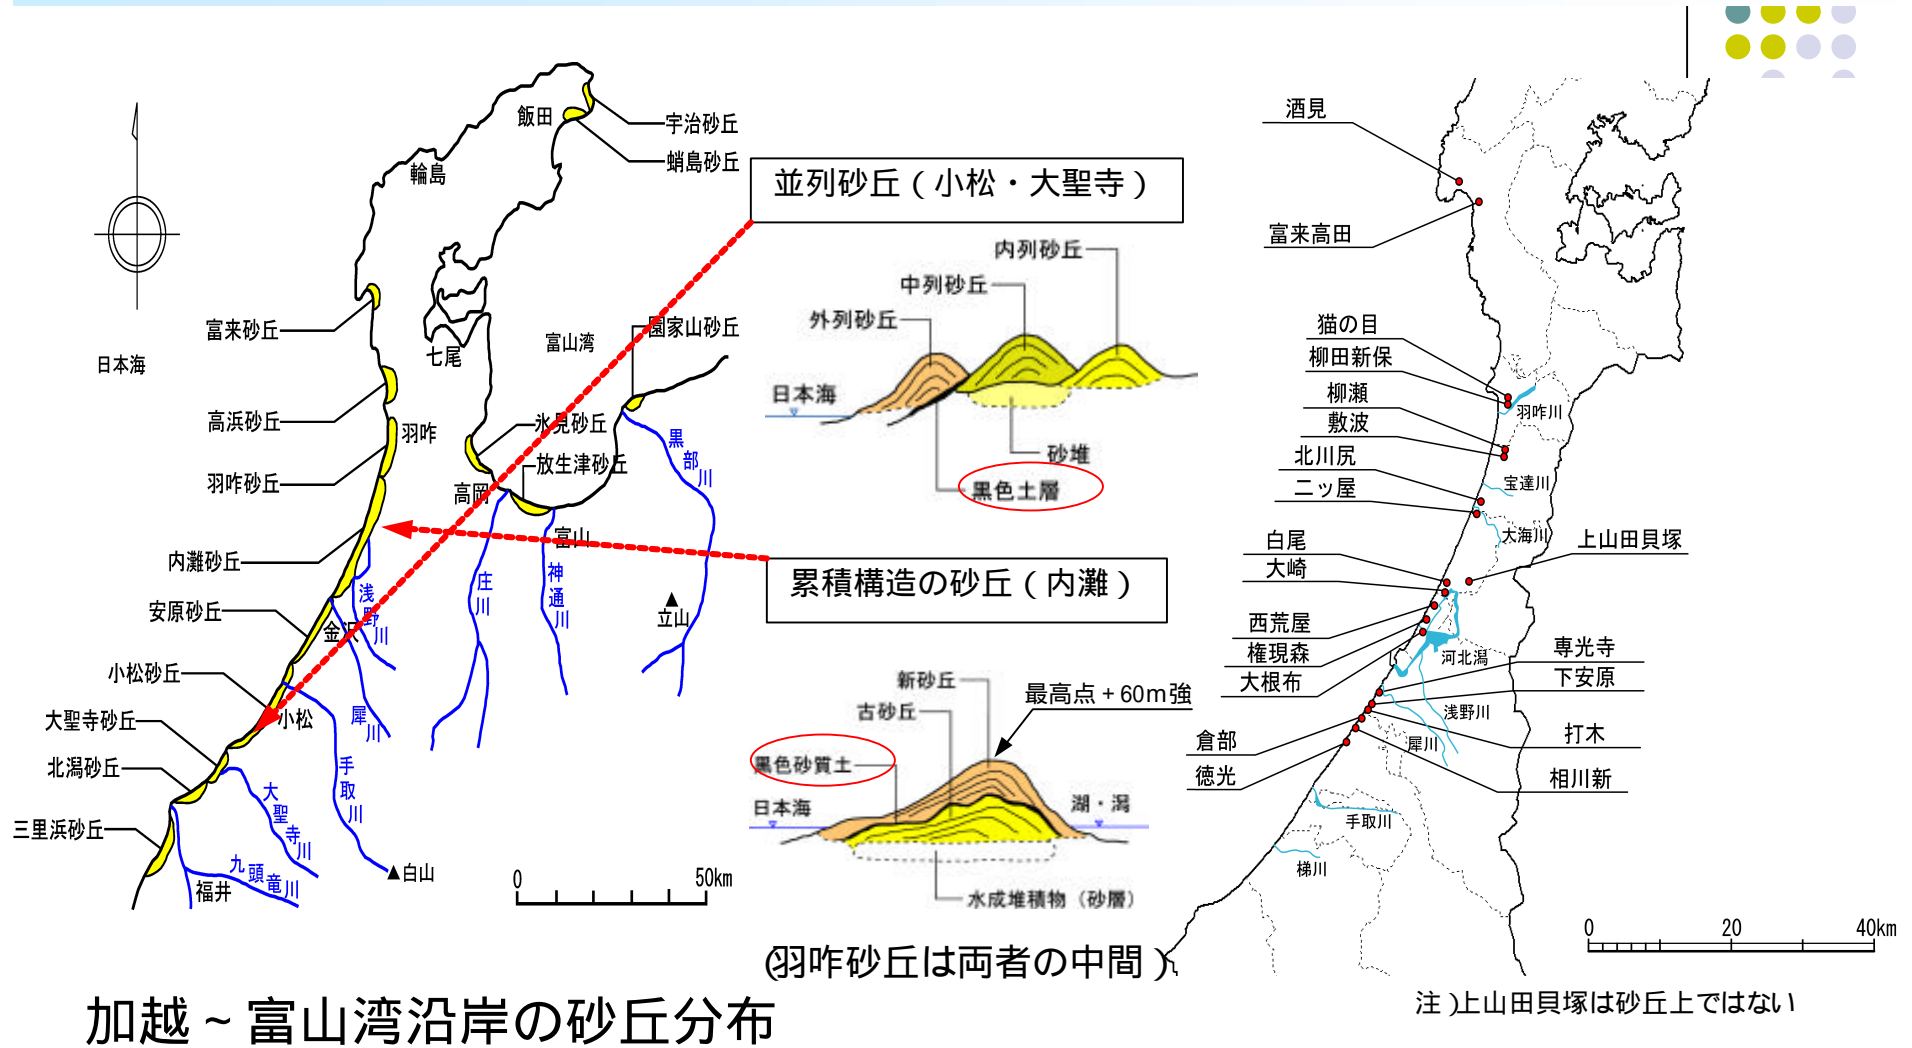 飯田
宇治砂丘
蛸島砂丘
輪島
富来砂丘
日本海
七尾
富山湾
園家山砂丘
高浜砂丘
羽咋
氷見砂丘
黒部川
放生津砂丘
羽咋砂丘
高岡
内灘砂丘
富山
浅野川
庄川
神通川
安原砂丘
金沢
立山
小松砂丘
大聖寺砂丘
小松
犀川
北潟砂丘
手取川
大聖寺川
三里浜砂丘
九頭竜川
白山
福井
0
50km
加越~富山湾沿岸の砂丘分布
並列砂丘(小松・大聖寺)
内列砂丘
中列砂丘
外列砂丘
日本海
砂堆
黒色土層
累積構造の砂丘(内灘)
新砂丘
最高点+60m強
古砂丘
黒色砂質土
日本海
湖・潟
水成堆積物(砂層)
(羽咋砂丘は両者の中間)
酒見
富来高田
猫の目
柳田新保
柳瀬
敷波
羽咋川
北川尻
二ッ屋
宝達川
大海川
白尾
上山田貝塚
大崎
西荒屋
権現森
大根布
河北潟
専光寺
下安原
浅野川
倉部
犀川
打木
徳光
相川新
手取川
梯川
0
20
40km
注)上山田貝塚は砂丘上ではない